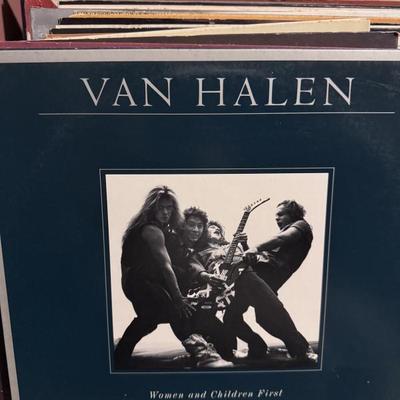 VAN HALEN
Women and Children First